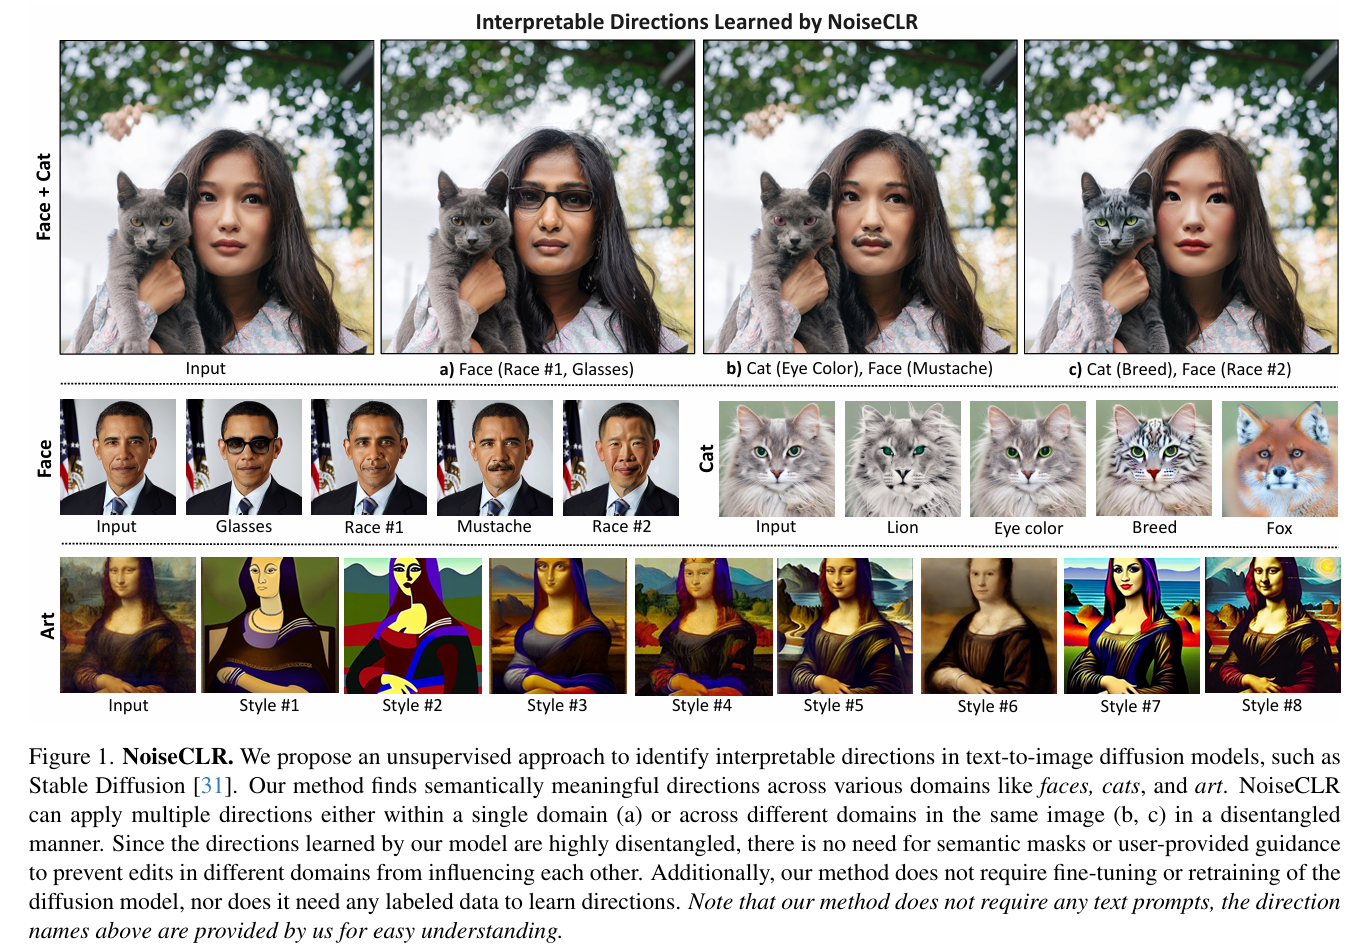 Interpretable Directions Learned by NoiseCLR
Face + Cat
Input
a) Face (Race #1, Glasses)
b) Cat (Eye Color), Face (Mustache)
c) Cat (Breed), Face (Race #2)
Face
Input
Glasses
Race #1
Mustache
Race #2
Cat
Input
Lion
Eye color
Breed
Fox
Art
Input
Style #1
Style #2
Style #3
Style #4
Style #5
Style #6
Style #7
Style #8
Figure 1. NoiseCLR. We propose an unsupervised approach to identify interpretable directions in text-to-image diffusion models, such as
Stable Diffusion [31]. Our method finds semantically meaningful directions across various domains like faces, cats, and art. NoiseCLR
can apply multiple directions either within a single domain (a) or across different domains in the same image (b, c) in a disentangled
manner. Since the directions learned by our model are highly disentangled, there is no need for semantic masks or user-provided guidance
to prevent edits in different domains from influencing each other. Additionally, our method does not require fine-tuning or retraining of the
diffusion model, nor does it need any labeled data to learn directions. Note that our method does not require any text prompts, the direction
names above are provided by us for easy understanding.